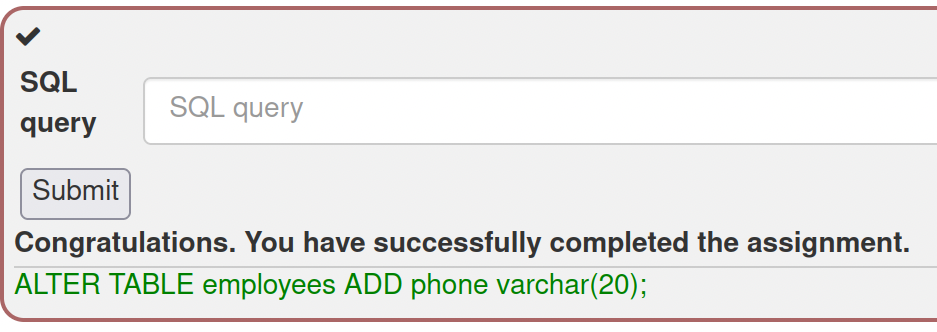 SQL
query
SQL query
Submit
Congratulations. You have successfully completed the assignment.
ALTER TABLE employees ADD phone varchar(20);